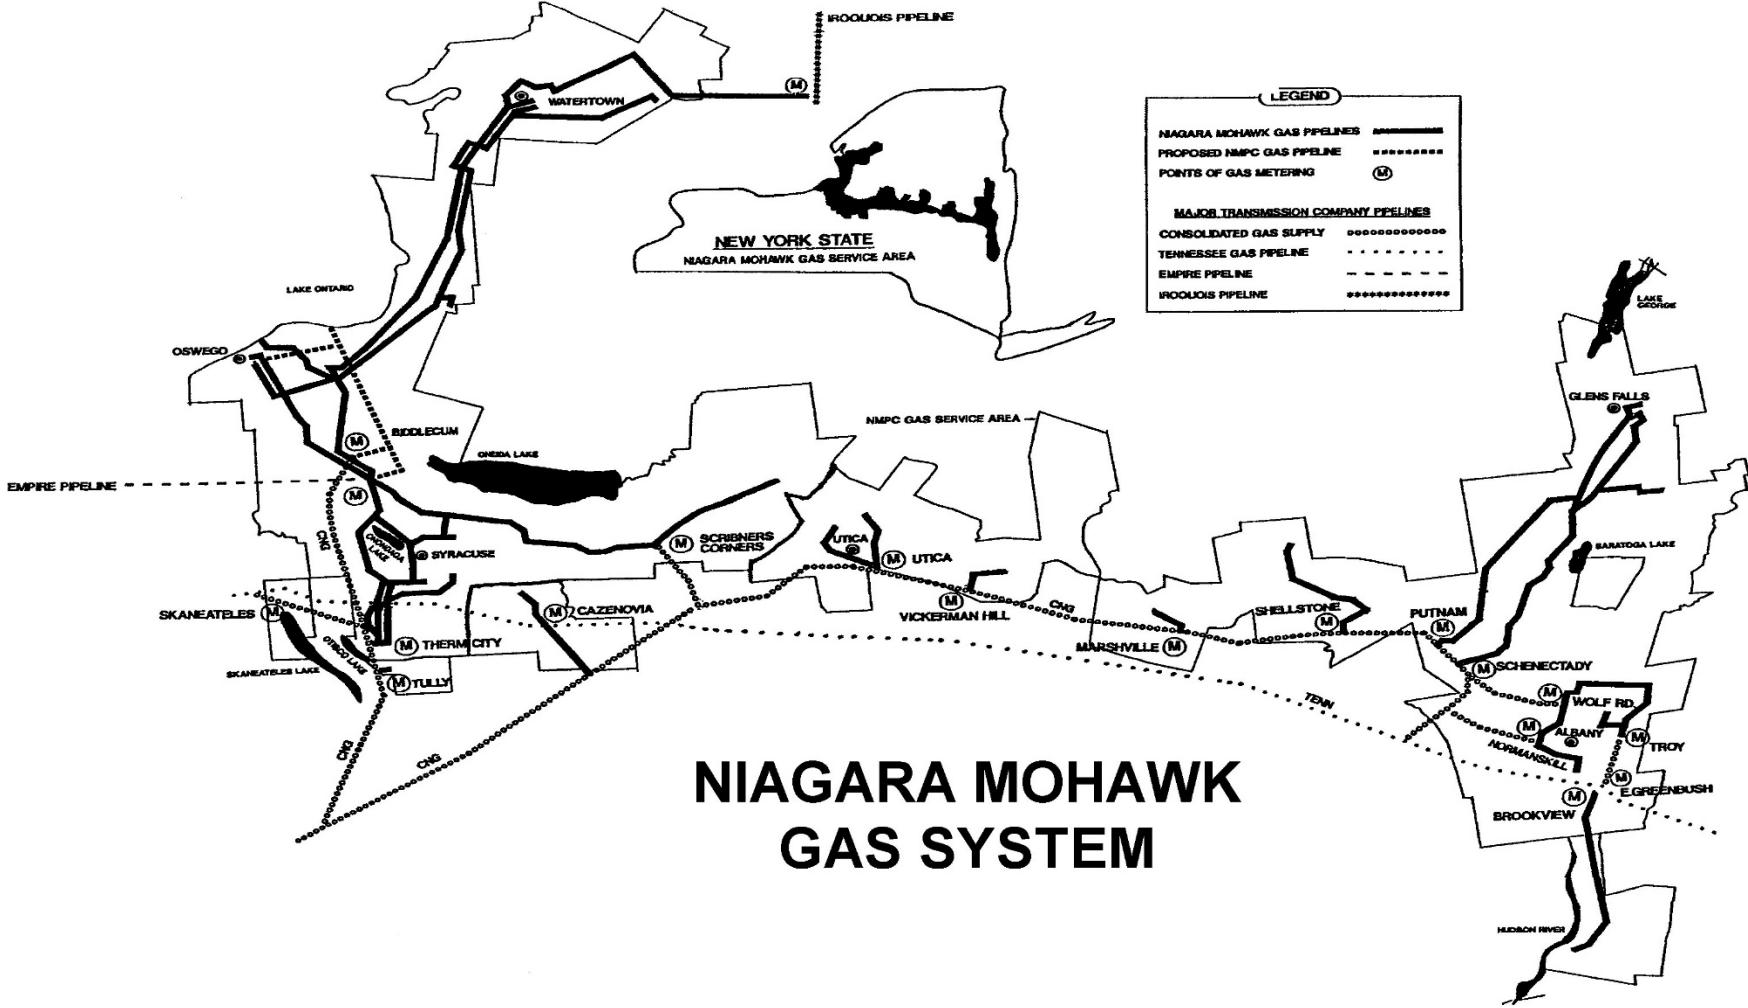 IROQUOIS PIPELINE
M
WATERTOWN
LEGEND
NIAGARA MOHAWK GAS PIPELINES
PROPOSED NMPC GAS PIPELINE
POINTS OF GAS METERING M
MAJOR TRANSMISSION COMPANY PIPELINES
CONSOLIDATED GAS SUPPLY
TENNESSEE GAS PIPELINE
EMPIRE PIPELINE
IROQUOIS PIPELINE
NEW YORK STATE
NIAGARA MOHAWK GAS SERVICE AREA
LAKE ONTARIO
LAKE
GEORGE
OSWEGO
GLENS FALLS
NMPC GAS SERVICE AREA
BIDDLECUM
M
ONEIDA LAKE
EMPIRE PIPELINE
M
CNG
ONONDAGA
LAKE
SYRACUSE
M SCRIBNERS
CORNERS
UTICA
M UTICA
SARATOGA LAKE
SKANEATELES M
M CAZENOVIA
M
VICKERMAN HILL
CNG
SHELLSTONE
M
PUTNAM
M
OTISCO LAKE
M THERM CITY
MARSHVILLE M
SKANEATELES LAKE
M TULLY
M SCHENECTADY
TENN
M
WOLF RD.
M
ALBANY
NORMANSKILL
M
TROY
CNG
CNG
M
E.GREENBUSH
M
BROOKVIEW
NIAGARA MOHAWK
GAS SYSTEM
HUDSON RIVER